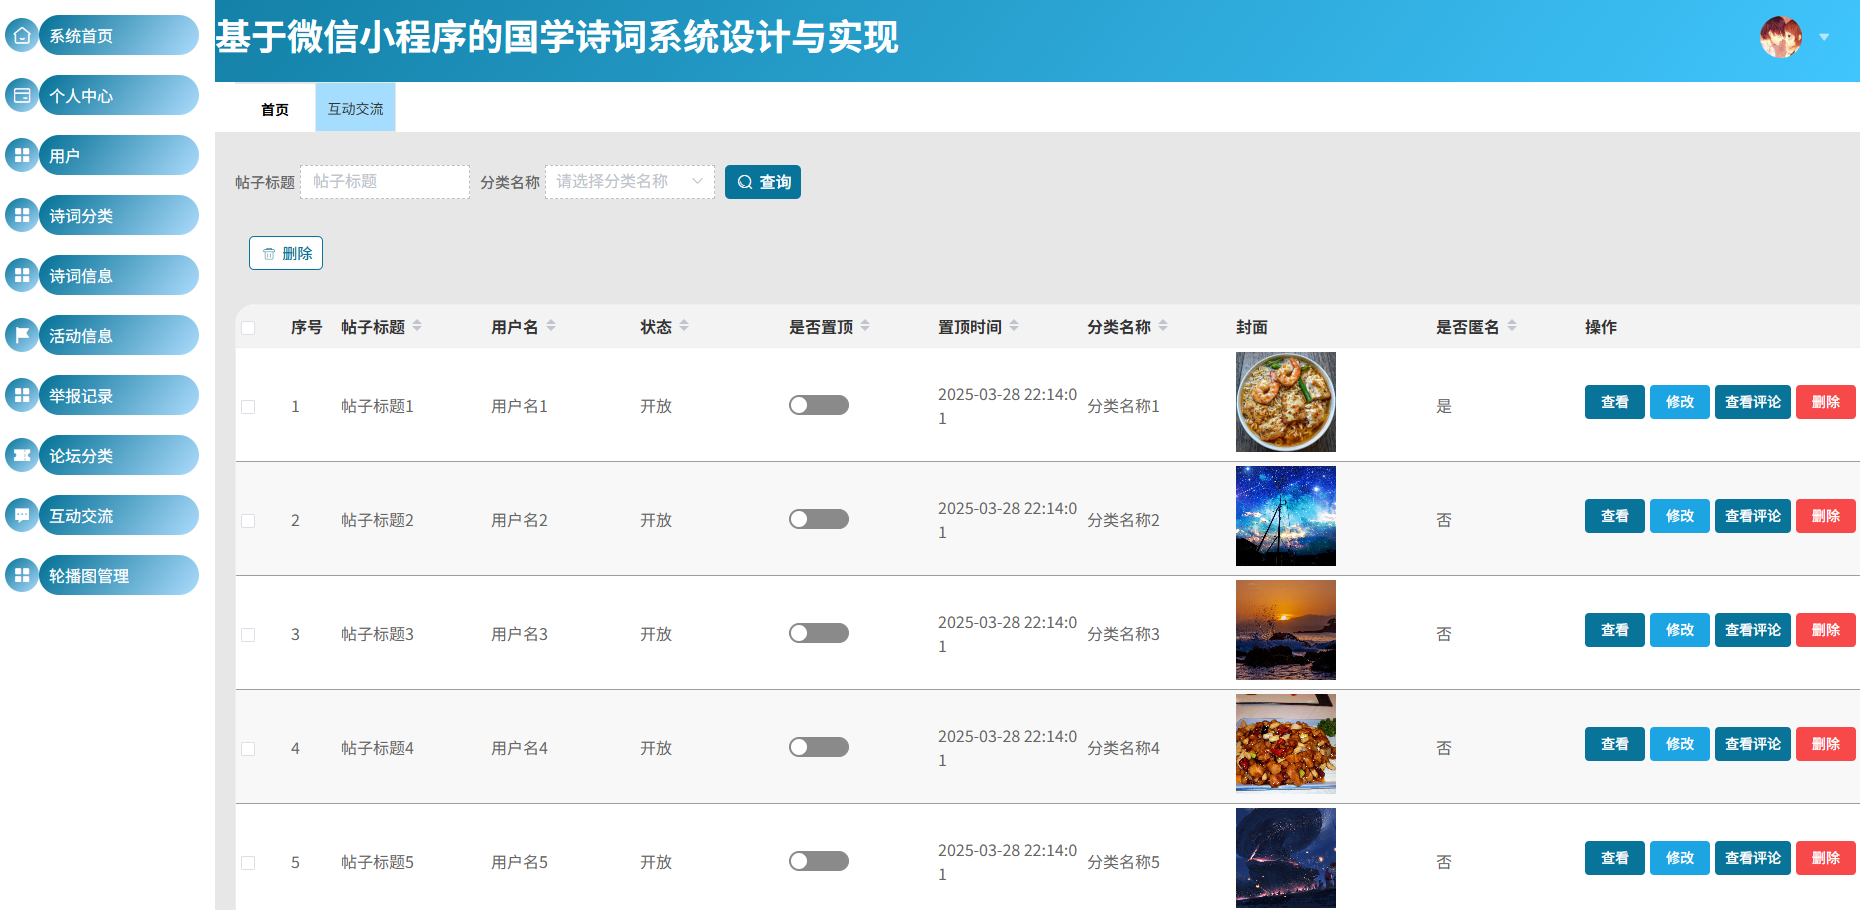 基于微信小程序的国学诗词系统设计与实现
系统首页
个人中心
用户
诗词分类
诗词信息
活动信息
举报记录
论坛分类
互动交流
轮播图管理
首页 互动交流
帖子标题 帖子标题 分类名称 请选择分类名称 查询
删除
序号 帖子标题 用户名 状态 是否置顶 置顶时间 分类名称 封面 是否匿名 操作
1 帖子标题1 用户名1 开放 2025-03-28 22:14:0
1 分类名称1 是 查看 修改 查看评论 删除
2 帖子标题2 用户名2 开放 2025-03-28 22:14:0
1 分类名称2 否 查看 修改 查看评论 删除
3 帖子标题3 用户名3 开放 2025-03-28 22:14:0
1 分类名称3 否 查看 修改 查看评论 删除
4 帖子标题4 用户名4 开放 2025-03-28 22:14:0
1 分类名称4 否 查看 修改 查看评论 删除
5 帖子标题5 用户名5 开放 2025-03-28 22:14:0
1 分类名称5 否 查看 修改 查看评论 删除